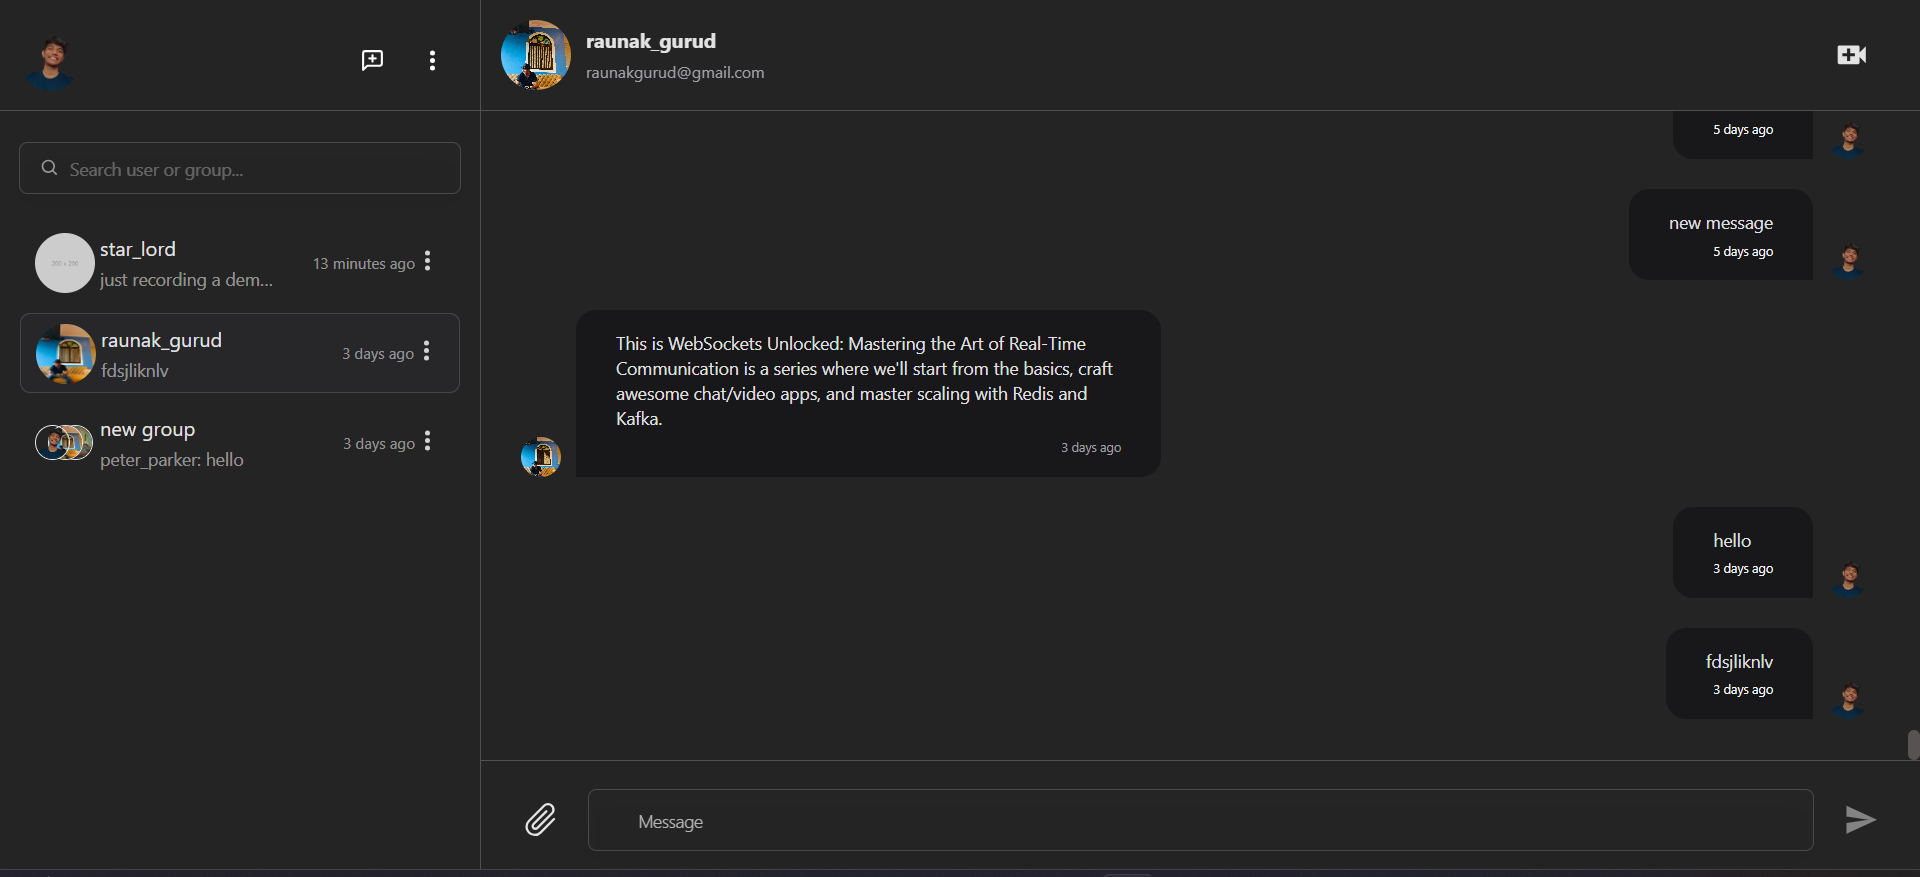 raunak_gurud
raunakgurud@gmail.com
Search user or group...
star_lord
13 minutes ago
just recording a dem...
raunak_gurud
3 days ago
fdsjliknlv
new group
3 days ago
peter_parker: hello
5 days ago
new message
5 days ago
This is WebSockets Unlocked: Mastering the Art of Real-Time
Communication is a series where we'll start from the basics, craft
awesome chat/video apps, and master scaling with Redis and
Kafka.
3 days ago
hello
3 days ago
fdsjliknlv
3 days ago
Message